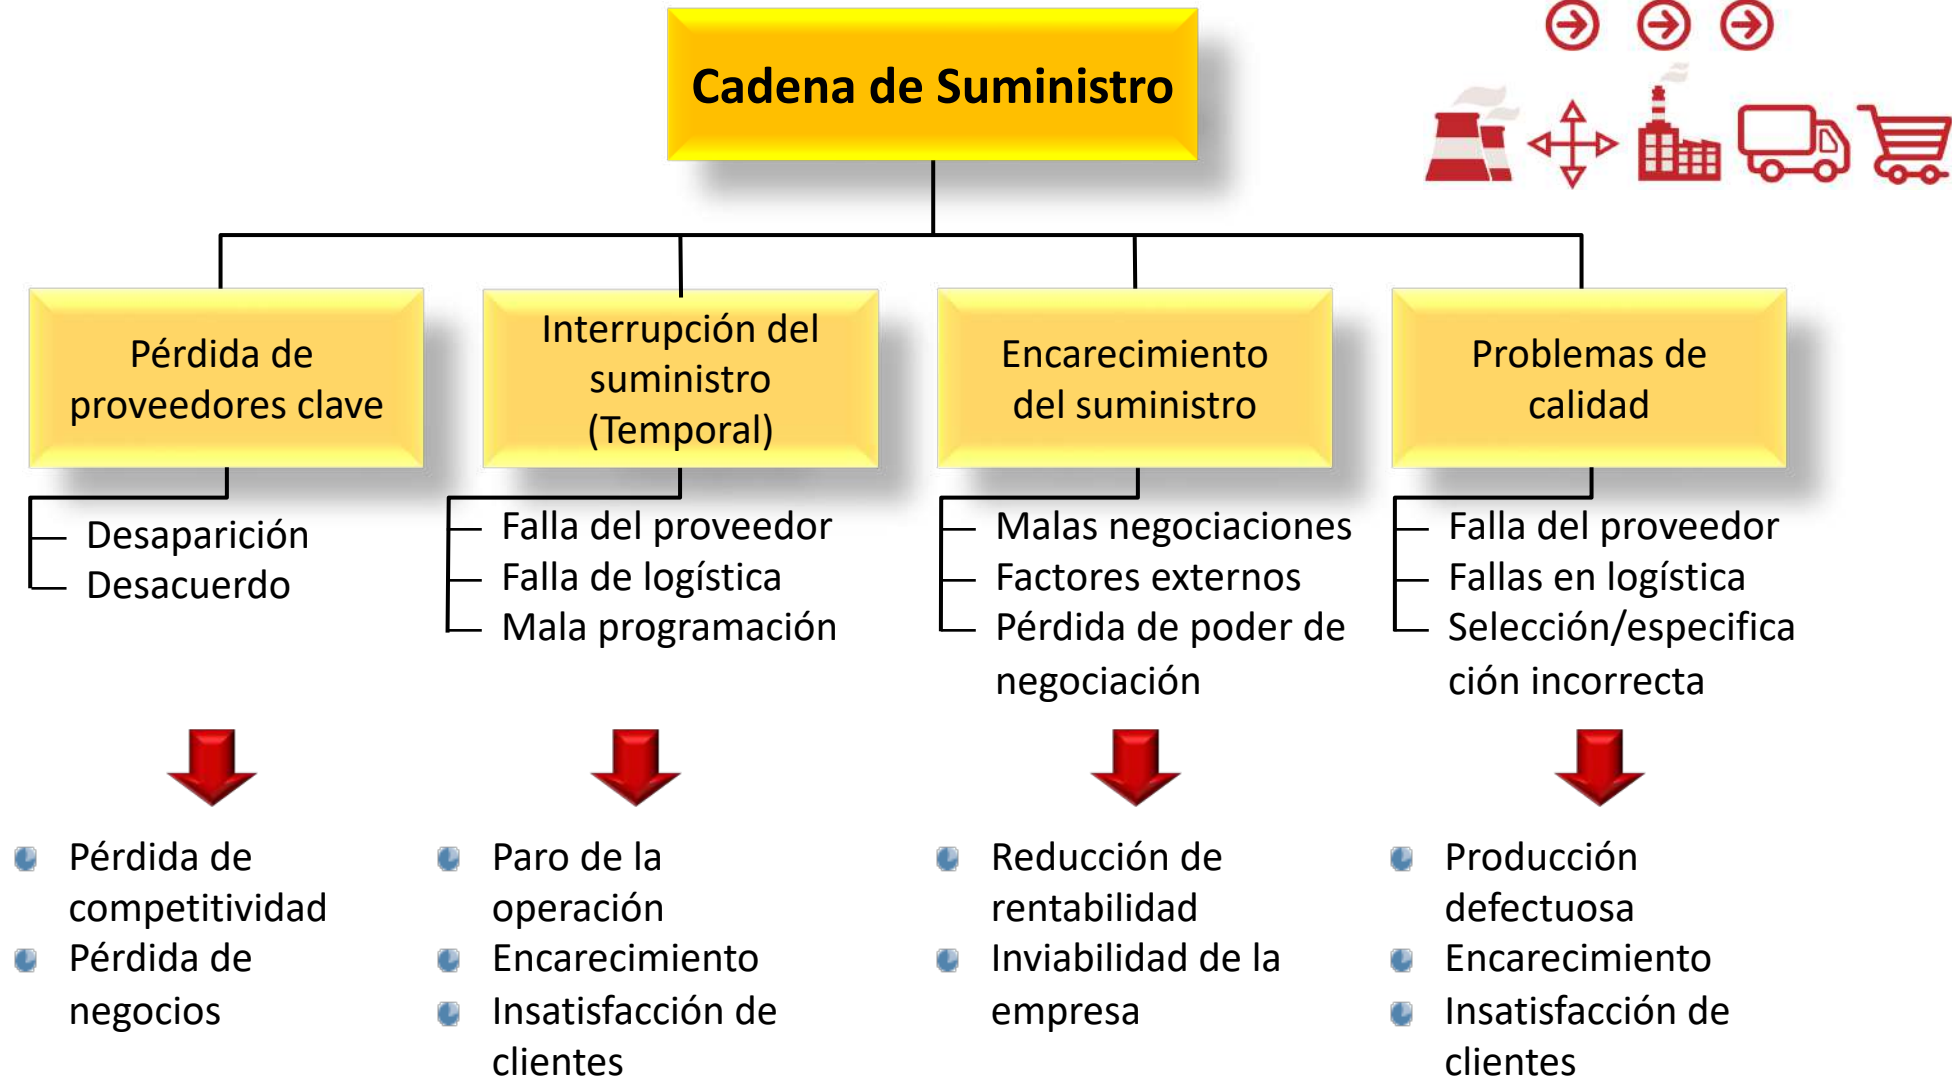 Cadena de Suministro
Pérdida de
proveedores clave
Desaparición
Desacuerdo
Pérdida de
competitividad
Pérdida de
negocios
Interrupción del
suministro
(Temporal)
Falla del proveedor
Falla de logística
Mala programación
Paro de la
operación
Encarecimiento
Insatisfacción de
clientes
Encarecimiento
del suministro
Malas negociaciones
Factores externos
Pérdida de poder de
negociación
Reducción de
rentabilidad
Inviabilidad de la
empresa
Problemas de
calidad
Falla del proveedor
Fallas en logística
Selección/especifica
ción incorrecta
Producción
defectuosa
Encarecimiento
Insatisfacción de
clientes